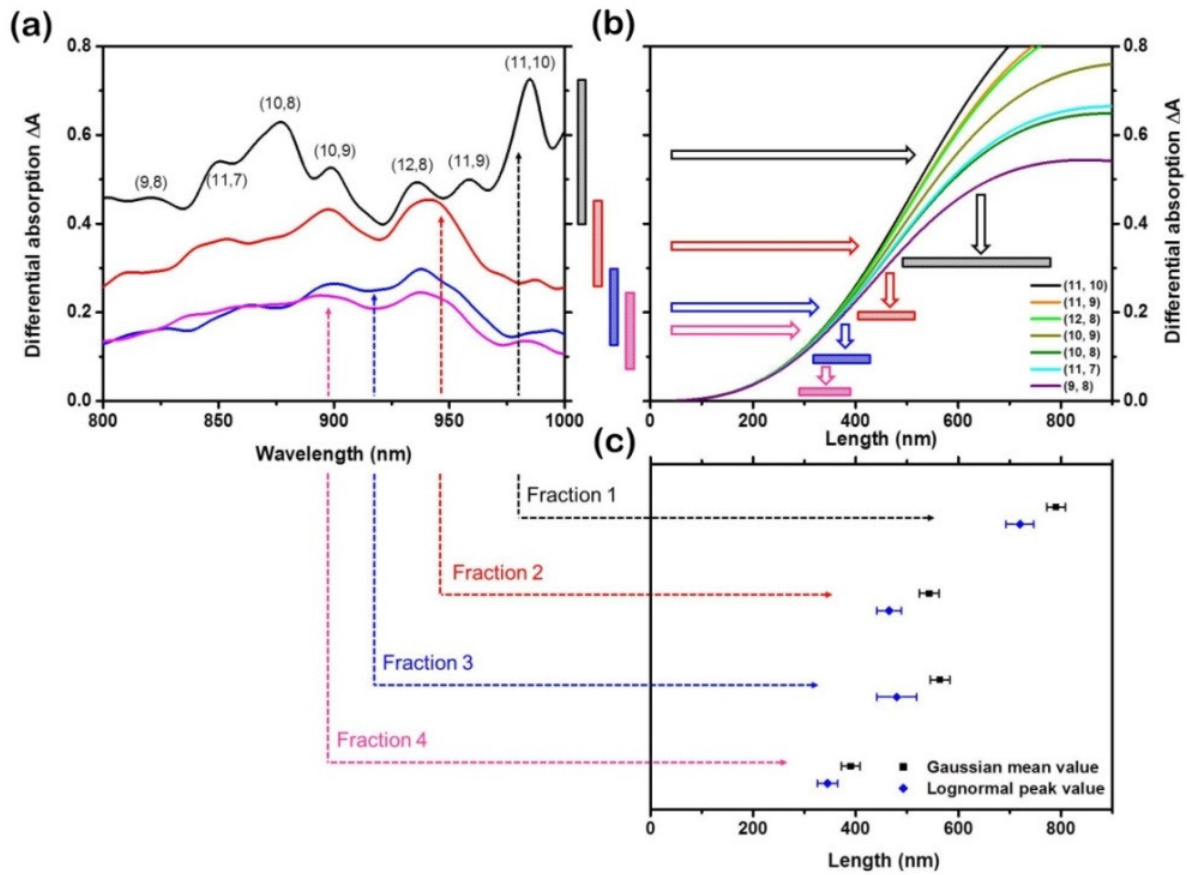 (a)
Differential absorption ΔA
0.8
0.6
0.4
0.2
0.0
(9,8)
(11,7)
(10,8)
(10,9)
(12,8)
(11,9)
(11,10)
800
850
900
950
1000
Wavelength (nm)
(b)
0.8
0.6
0.4
0.2
0.0
Differential absorption ΔA
(11, 10)
(11, 9)
(12, 8)
(10, 9)
(10, 8)
(11, 7)
(9, 8)
0
200
400
600
800
Length (nm)
(c)
Fraction 1
Fraction 2
Fraction 3
Fraction 4
Gaussian mean value
Lognormal peak value
0
200
400
600
800
Length (nm)